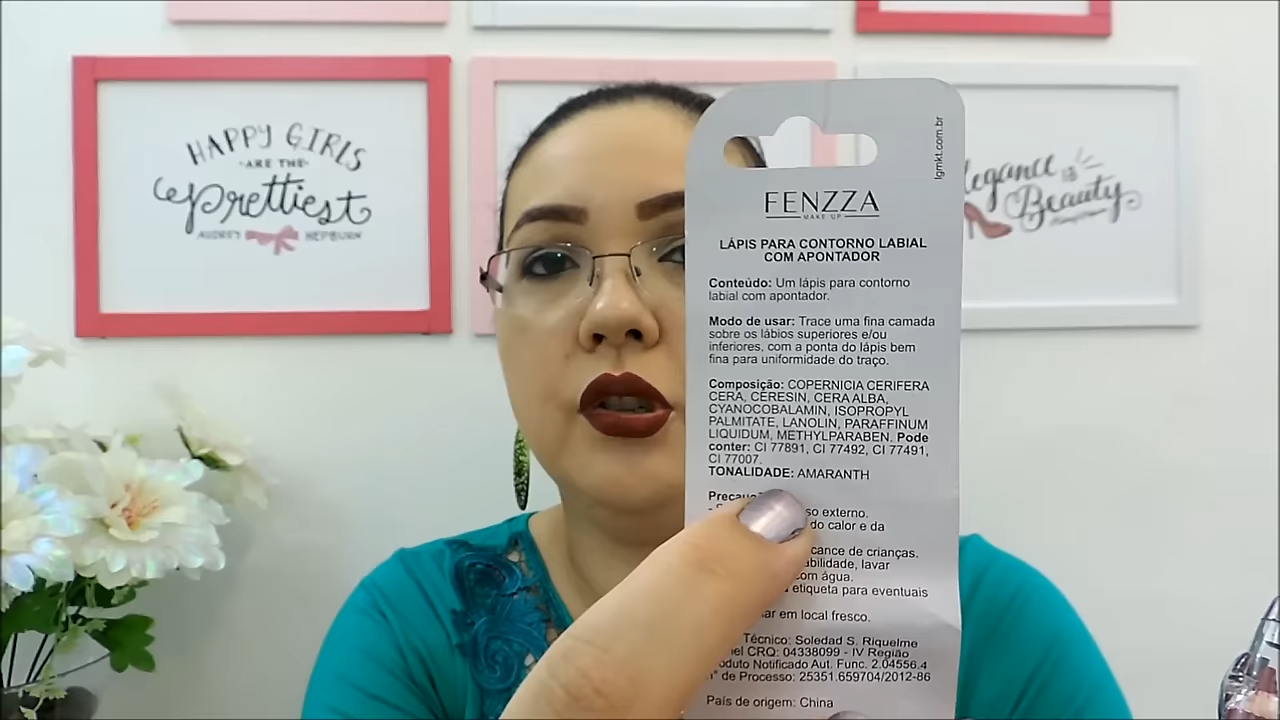 HAPPY GIRLS
ARE THE
Prettiest
AUDREY HEPBURN
elegance is
Beauty
lgmkt.com.br
FENZZA
MAKE UP
LÁPIS PARA CONTORNO LABIAL
COM APONTADOR
Conteúdo: Um lápis para contorno
labial com apontador.
Modo de usar: Trace uma fina camada
sobre os lábios superiores e/ou
inferiores, com a ponta do lápis bem
fina para uniformidade do traço.
Composição: COPERNICIA CERIFERA
CERA, CERESIN, CERA ALBA,
CYANOCOBALAMIN, ISOPROPYL
PALMITATE, LANOLIN, PARAFFINUM
LIQUIDUM, METHYLPARABEN. Pode
conter: CI 77891, CI 77492, CI 77491,
CI 77007.
TONALIDADE: AMARANTH
externo.
do calor e da
de crianças.
lavar
com água.
etiqueta para eventuais
em local fresco.
Técnico: Soledad S. Riquelme
CRQ: 04338099 - IV Região
Notificado Aut. Func. 2.04556.4
n° de Processo: 25351.659704/2012-86
País de origem: China